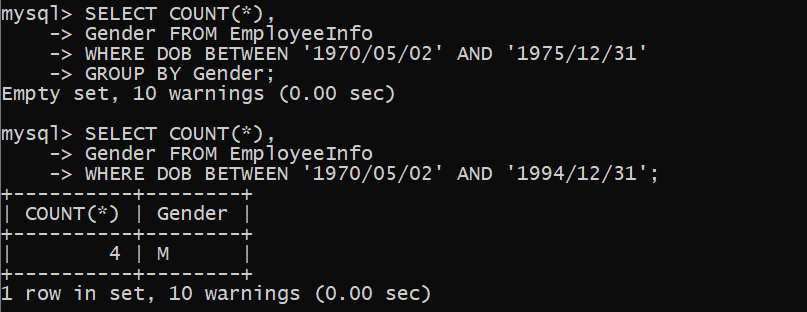 mysql> SELECT COUNT(*),
    -> Gender FROM EmployeeInfo
    -> WHERE DOB BETWEEN '1970/05/02' AND '1975/12/31'
    -> GROUP BY Gender;
Empty set, 10 warnings (0.00 sec)

mysql> SELECT COUNT(*),
    -> Gender FROM EmployeeInfo
    -> WHERE DOB BETWEEN '1970/05/02' AND '1994/12/31';
+----------+--------+
| COUNT(*) | Gender |
+----------+--------+
|        4 | M      |
+----------+--------+
1 row in set, 10 warnings (0.00 sec)